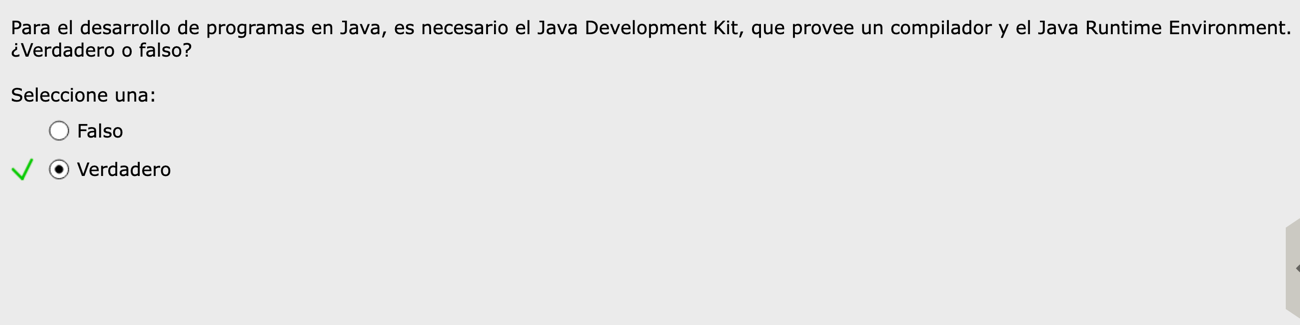 Para el desarrollo de programas en Java, es necesario el Java Development Kit, que provee un compilador y el Java Runtime Environment.
¿Verdadero o falso?
Seleccione una:
Falso
Verdadero